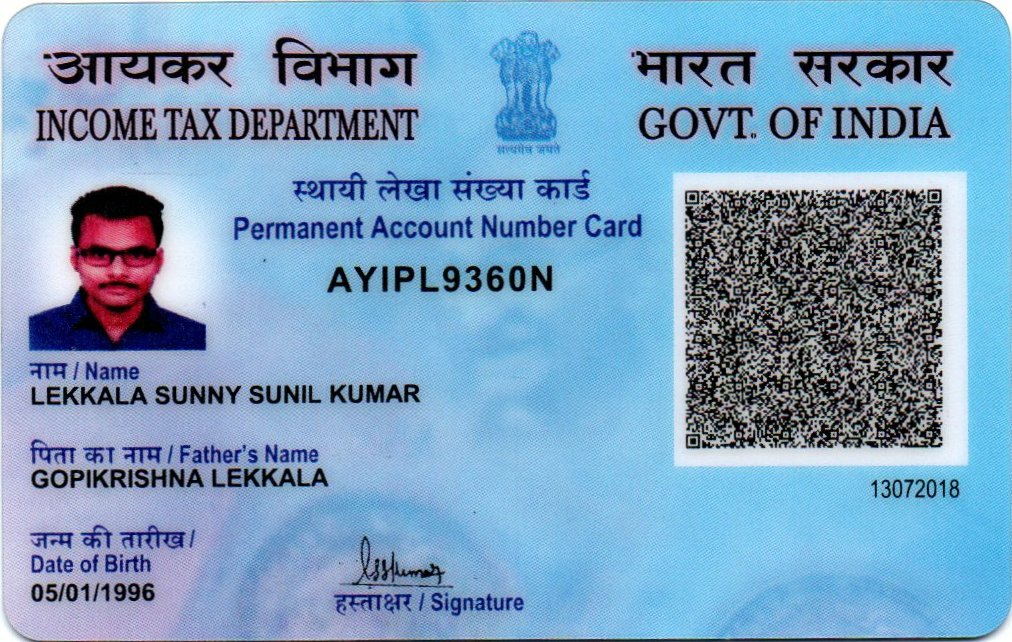 आयकर विभाग
INCOME TAX DEPARTMENT
सत्यमेव जयते
भारत सरकार
GOVT. OF INDIA
स्थायी लेखा संख्या कार्ड
Permanent Account Number Card
AYIPL9360N
नाम / Name
LEKKALA SUNNY SUNIL KUMAR
पिता का नाम / Father's Name
GOPIKRISHNA LEKKALA
13072018
जन्म की तारीख /
Date of Birth
05/01/1996
हस्ताक्षर / Signature